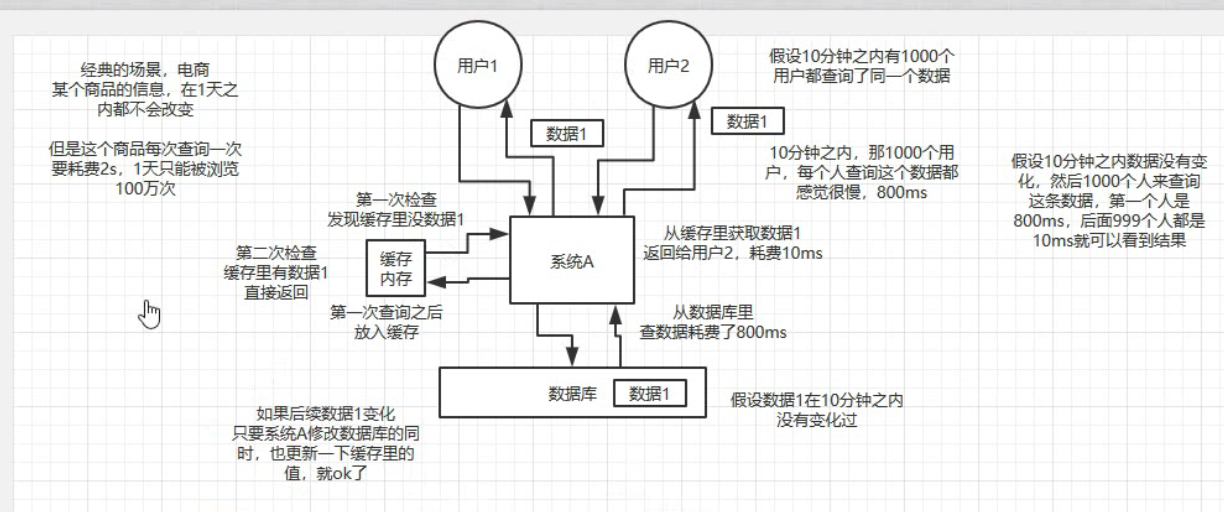 经典的场景，电商
某个商品的信息，在1天之
内都不会改变
但是这个商品每次查询一次
要耗费2s，1天只能被浏览
100万次
用户1
用户2
数据1
数据1
假设10分钟之内有1000个
用户都查询了同一个数据
10分钟之内，那1000个用
户，每个人查询这个数据都
感觉很慢，800ms
假设10分钟之内数据没有变
化，然后1000个人来查询
这条数据，第一个人是
800ms，后面999个人都是
10ms就可以看到结果
第一次检查
发现缓存里没数据1
第二次检查
缓存里有数据1
直接返回
缓存
内存
第一次查询之后
放入缓存
系统A
从缓存里获取数据1
返回给用户2，耗费10ms
从数据库里
查数据耗费了800ms
数据库
数据1
假设数据1在10分钟之内
没有变化过
如果后续数据1变化
只要系统A修改数据库的同
时，也更新一下缓存里的
值，就ok了